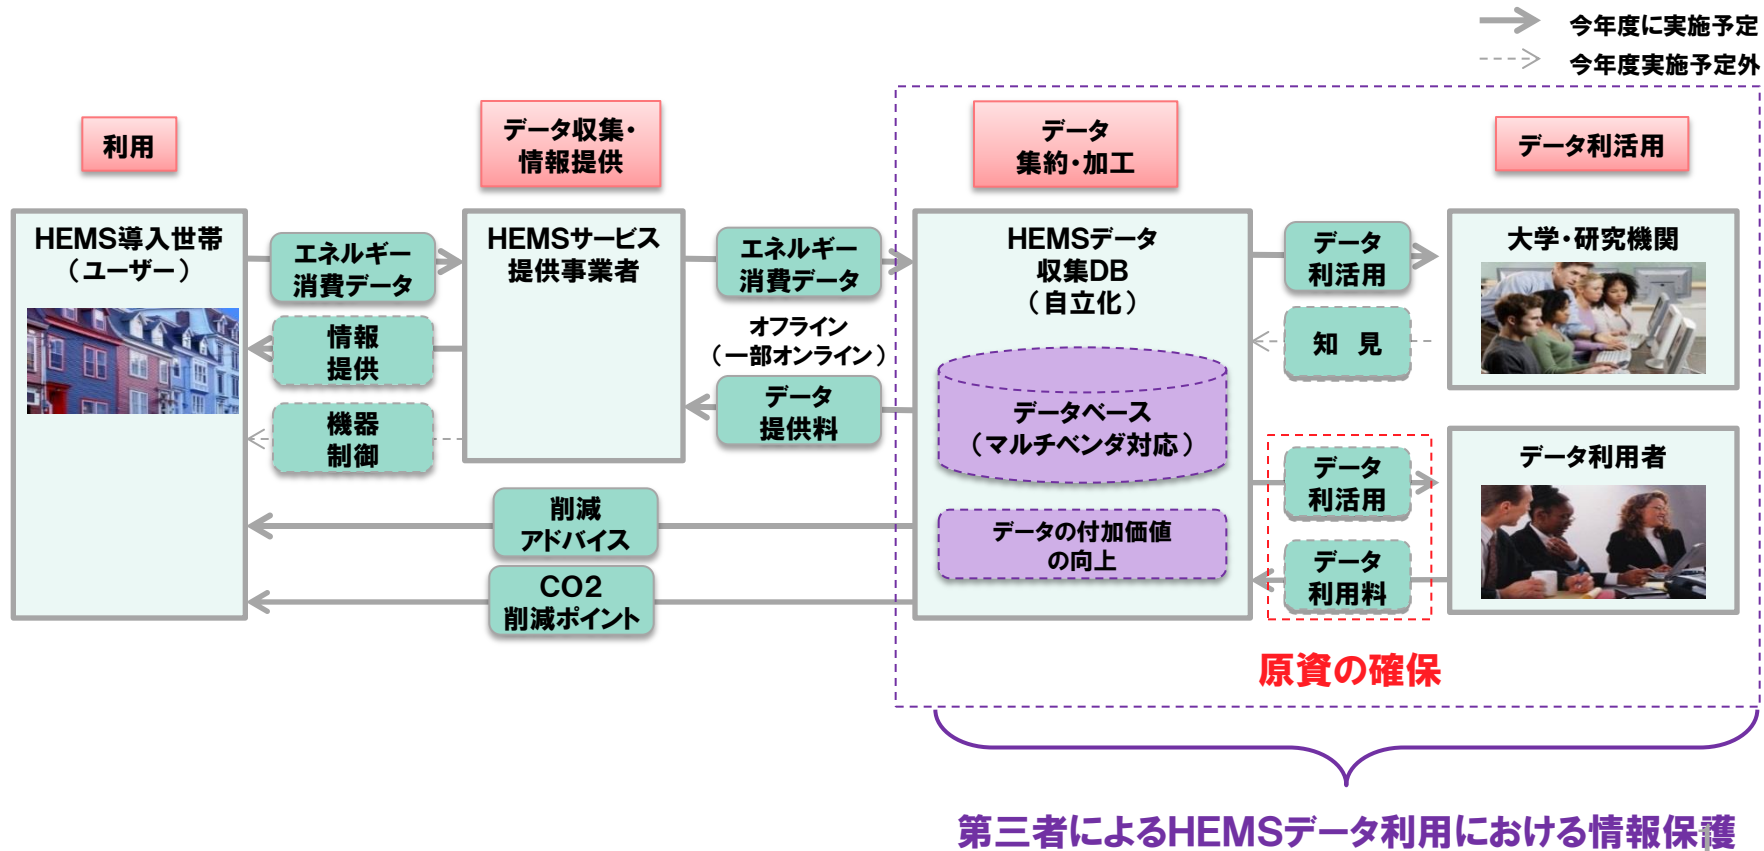 今年度に実施予定
今年度実施予定外
利用
データ収集・
情報提供
データ
集約・加工
データ利活用
HEMS導入世帯
（ユーザー）
エネルギー
消費データ
情報
提供
機器
制御
HEMSサービス
提供事業者
エネルギー
消費データ
オフライン
（一部オンライン）
データ
提供料
削減
アドバイス
CO2
削減ポイント
HEMSデータ
収集DB
（自立化）
データベース
（マルチベンダ対応）
データの付加価値
の向上
データ
利活用
知 見
データ
利活用
データ
利用料
大学・研究機関
データ利用者
原資の確保
第三者によるHEMSデータ利用における情報保護
1